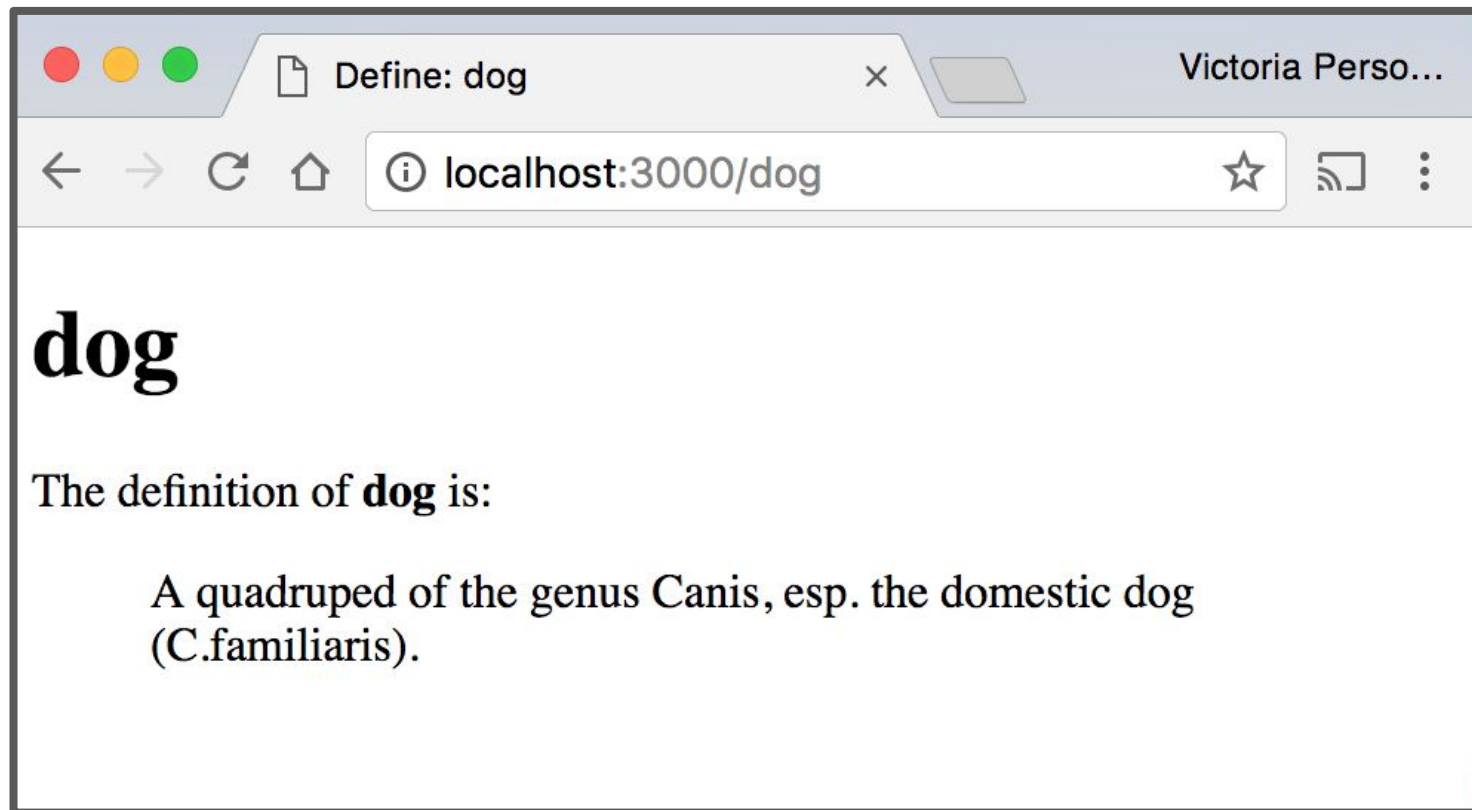 Define: dog
Victoria Perso...
localhost:3000/dog
dog
The definition of dog is:
A quadruped of the genus Canis, esp. the domestic dog
(C.familiaris).